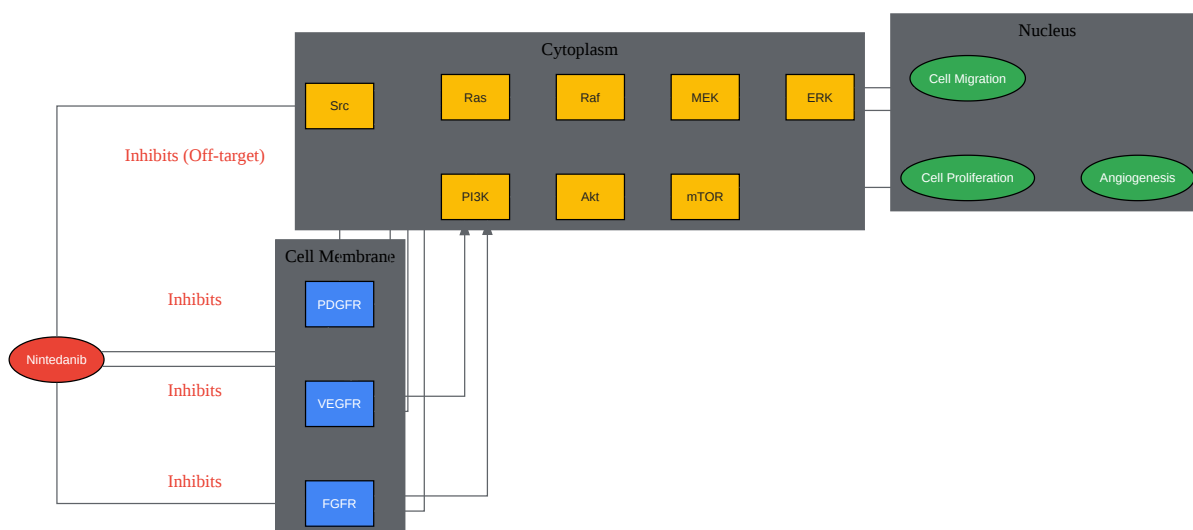 Nucleus
Cytoplasm
Cell Migration
Src
Ras
Raf
MEK
ERK
Inhibits (Off-target)
Cell Proliferation
Angiogenesis
PI3K
Akt
mTOR
Cell Membrane
Inhibits
PDGFR
Nintedanib
Inhibits
VEGFR
Inhibits
FGFR